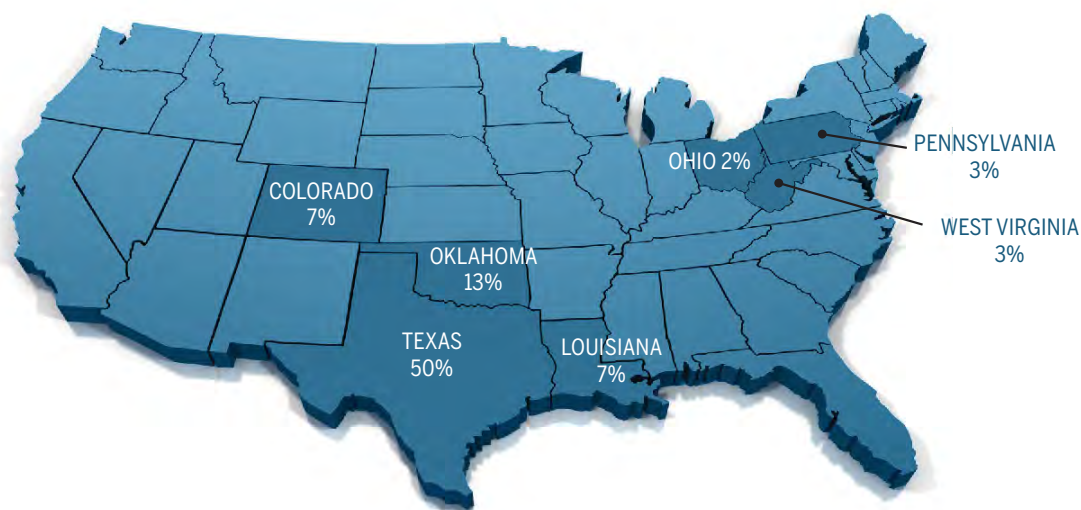 OHIO 2%
PENNSYLVANIA
3%
COLORADO
7%
WEST VIRGINIA
3%
OKLAHOMA
13%
TEXAS
50%
LOUISIANA
7%